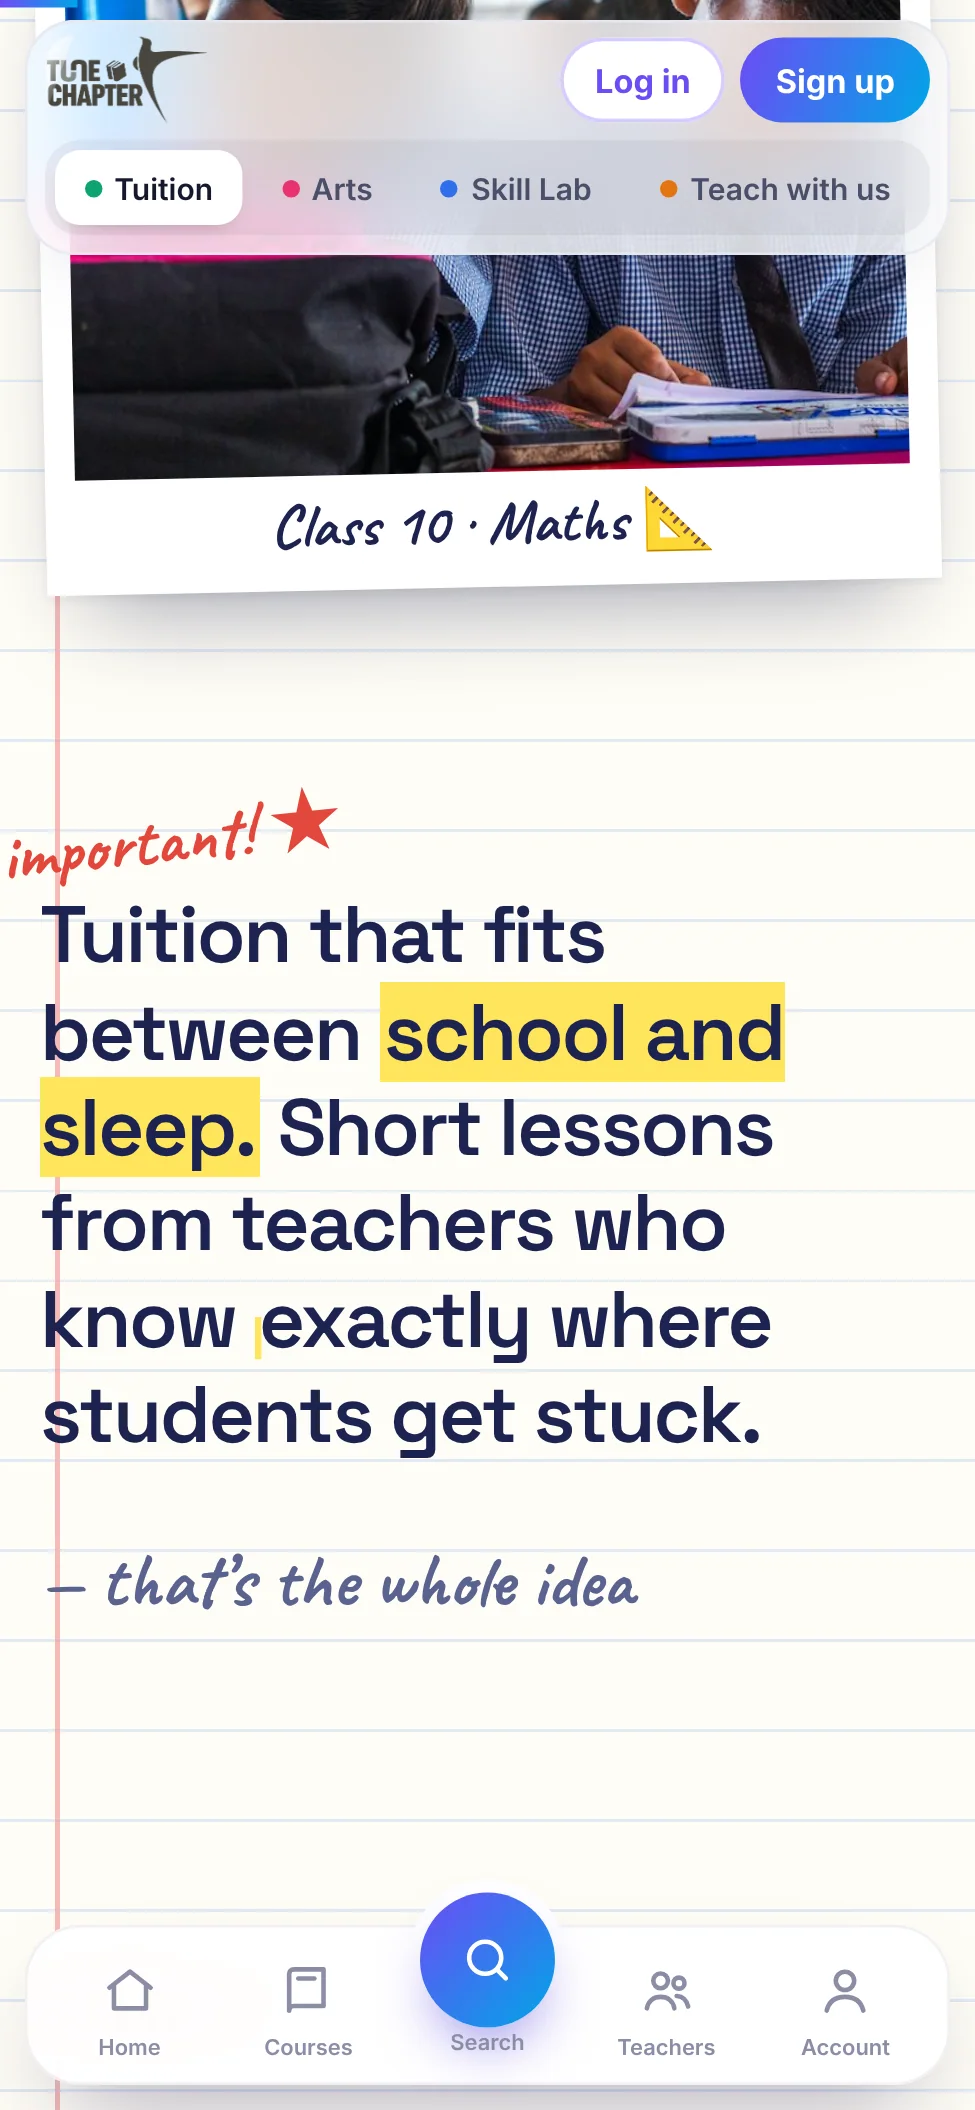 TUNE
CHAPTER
Log in
Sign up
Tuition
Arts
Skill Lab
Teach with us
Class 10 · Maths 📐
important! ★
Tuition that fits
between school and
sleep. Short lessons
from teachers who
know exactly where
students get stuck.
– that's the whole idea
Home
Courses
Search
Teachers
Account